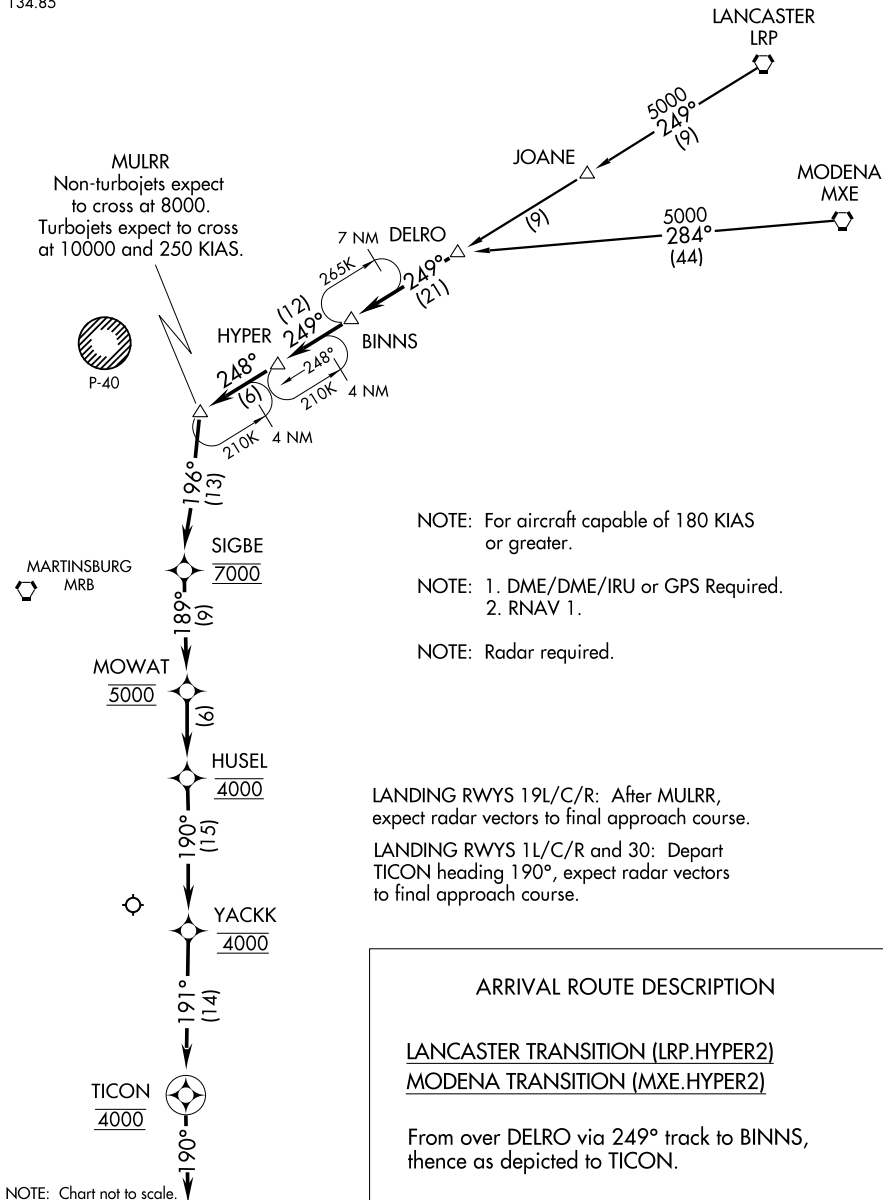 134.85
LANCASTER
LRP
5000
249°
(9)
JOANE
MODENA
MXE
5000
284°
(44)
(9)
MULRR
Non-turbojets expect
to cross at 8000.
Turbojets expect to cross
at 10000 and 250 KIAS.
7 NM
DELRO
265K
249°
(21)
(12)
249°
BINNS
HYPER
248°
(6)
248°
210K
4 NM
210K
4 NM
P-40
196°
(13)
NOTE: For aircraft capable of 180 KIAS
or greater.
SIGBE
7000
MARTINSBURG
MRB
NOTE: 1. DME/DME/IRU or GPS Required.
2. RNAV 1.
189°
(9)
NOTE: Radar required.
MOWAT
5000
(6)
HUSEL
4000
LANDING RWYS 19L/C/R: After MULRR,
expect radar vectors to final approach course.
190°
(15)
LANDING RWYS 1L/C/R and 30: Depart
TICON heading 190°, expect radar vectors
to final approach course.
YACKK
4000
191°
(14)
ARRIVAL ROUTE DESCRIPTION
LANCASTER TRANSITION (LRP.HYPER2)
MODENA TRANSITION (MXE.HYPER2)
TICON
4000
From over DELRO via 249° track to BINNS,
thence as depicted to TICON.
190°
NOTE: Chart not to scale.